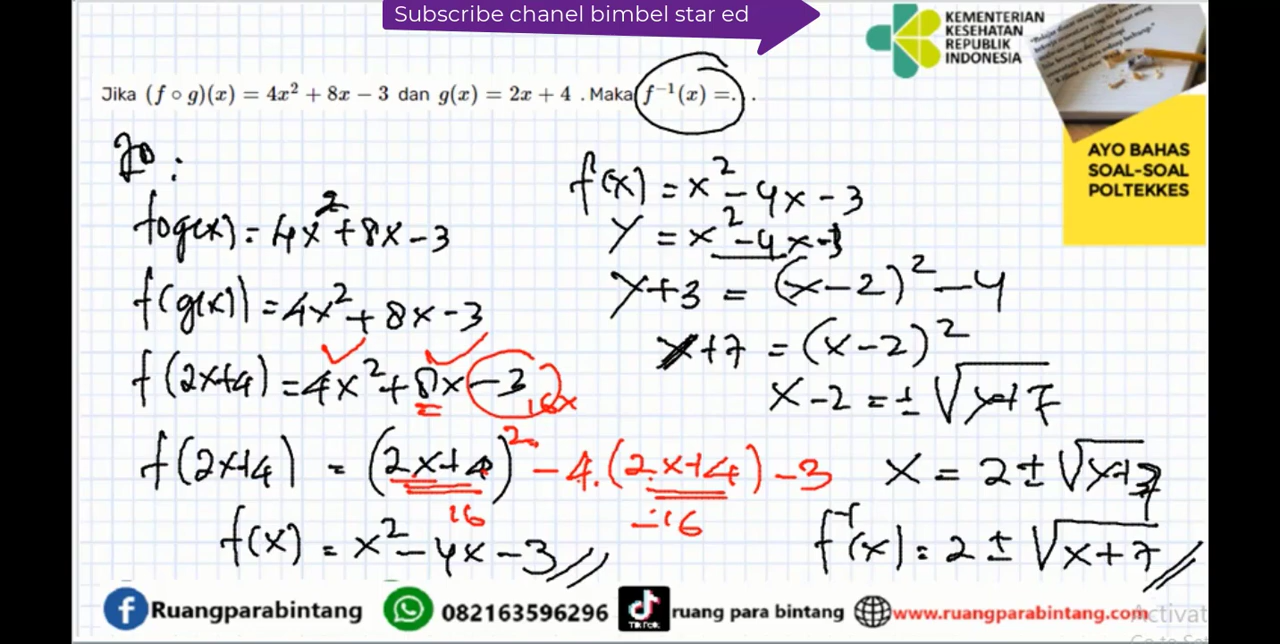 Subscribe chanel bimbel star ed
KEMENTERIAN
KESEHATAN
REPUBLIK
INDONESIA
Jika (f ∘ g)(x) = 4x² + 8x − 3 dan g(x) = 2x + 4 . Maka f⁻¹(x) =. .
AYO BAHAS
SOAL-SOAL
POLTEKKES
fog(x) = 4x² + 8x - 3
f(g(x)) = 4x² + 8x - 3
f(2x+4) = 4x² + 8x - 3
16x
f(2x+4) = (2x+4)² - 4.(2x+4) - 3
16 -16
f(x) = x² - 4x - 3
f(x) = x² - 4x - 3
y = x² - 4x - 3
y+3 = (x-2)² - 4
y+7 = (x-2)²
x - 2 = ± √y+7
x = 2 ± √y+7
f⁻¹(x) = 2 ± √x+7
Ruangparabintang
082163596296
TikTok
ruang para bintang
www.ruangparabintang.com
Activat